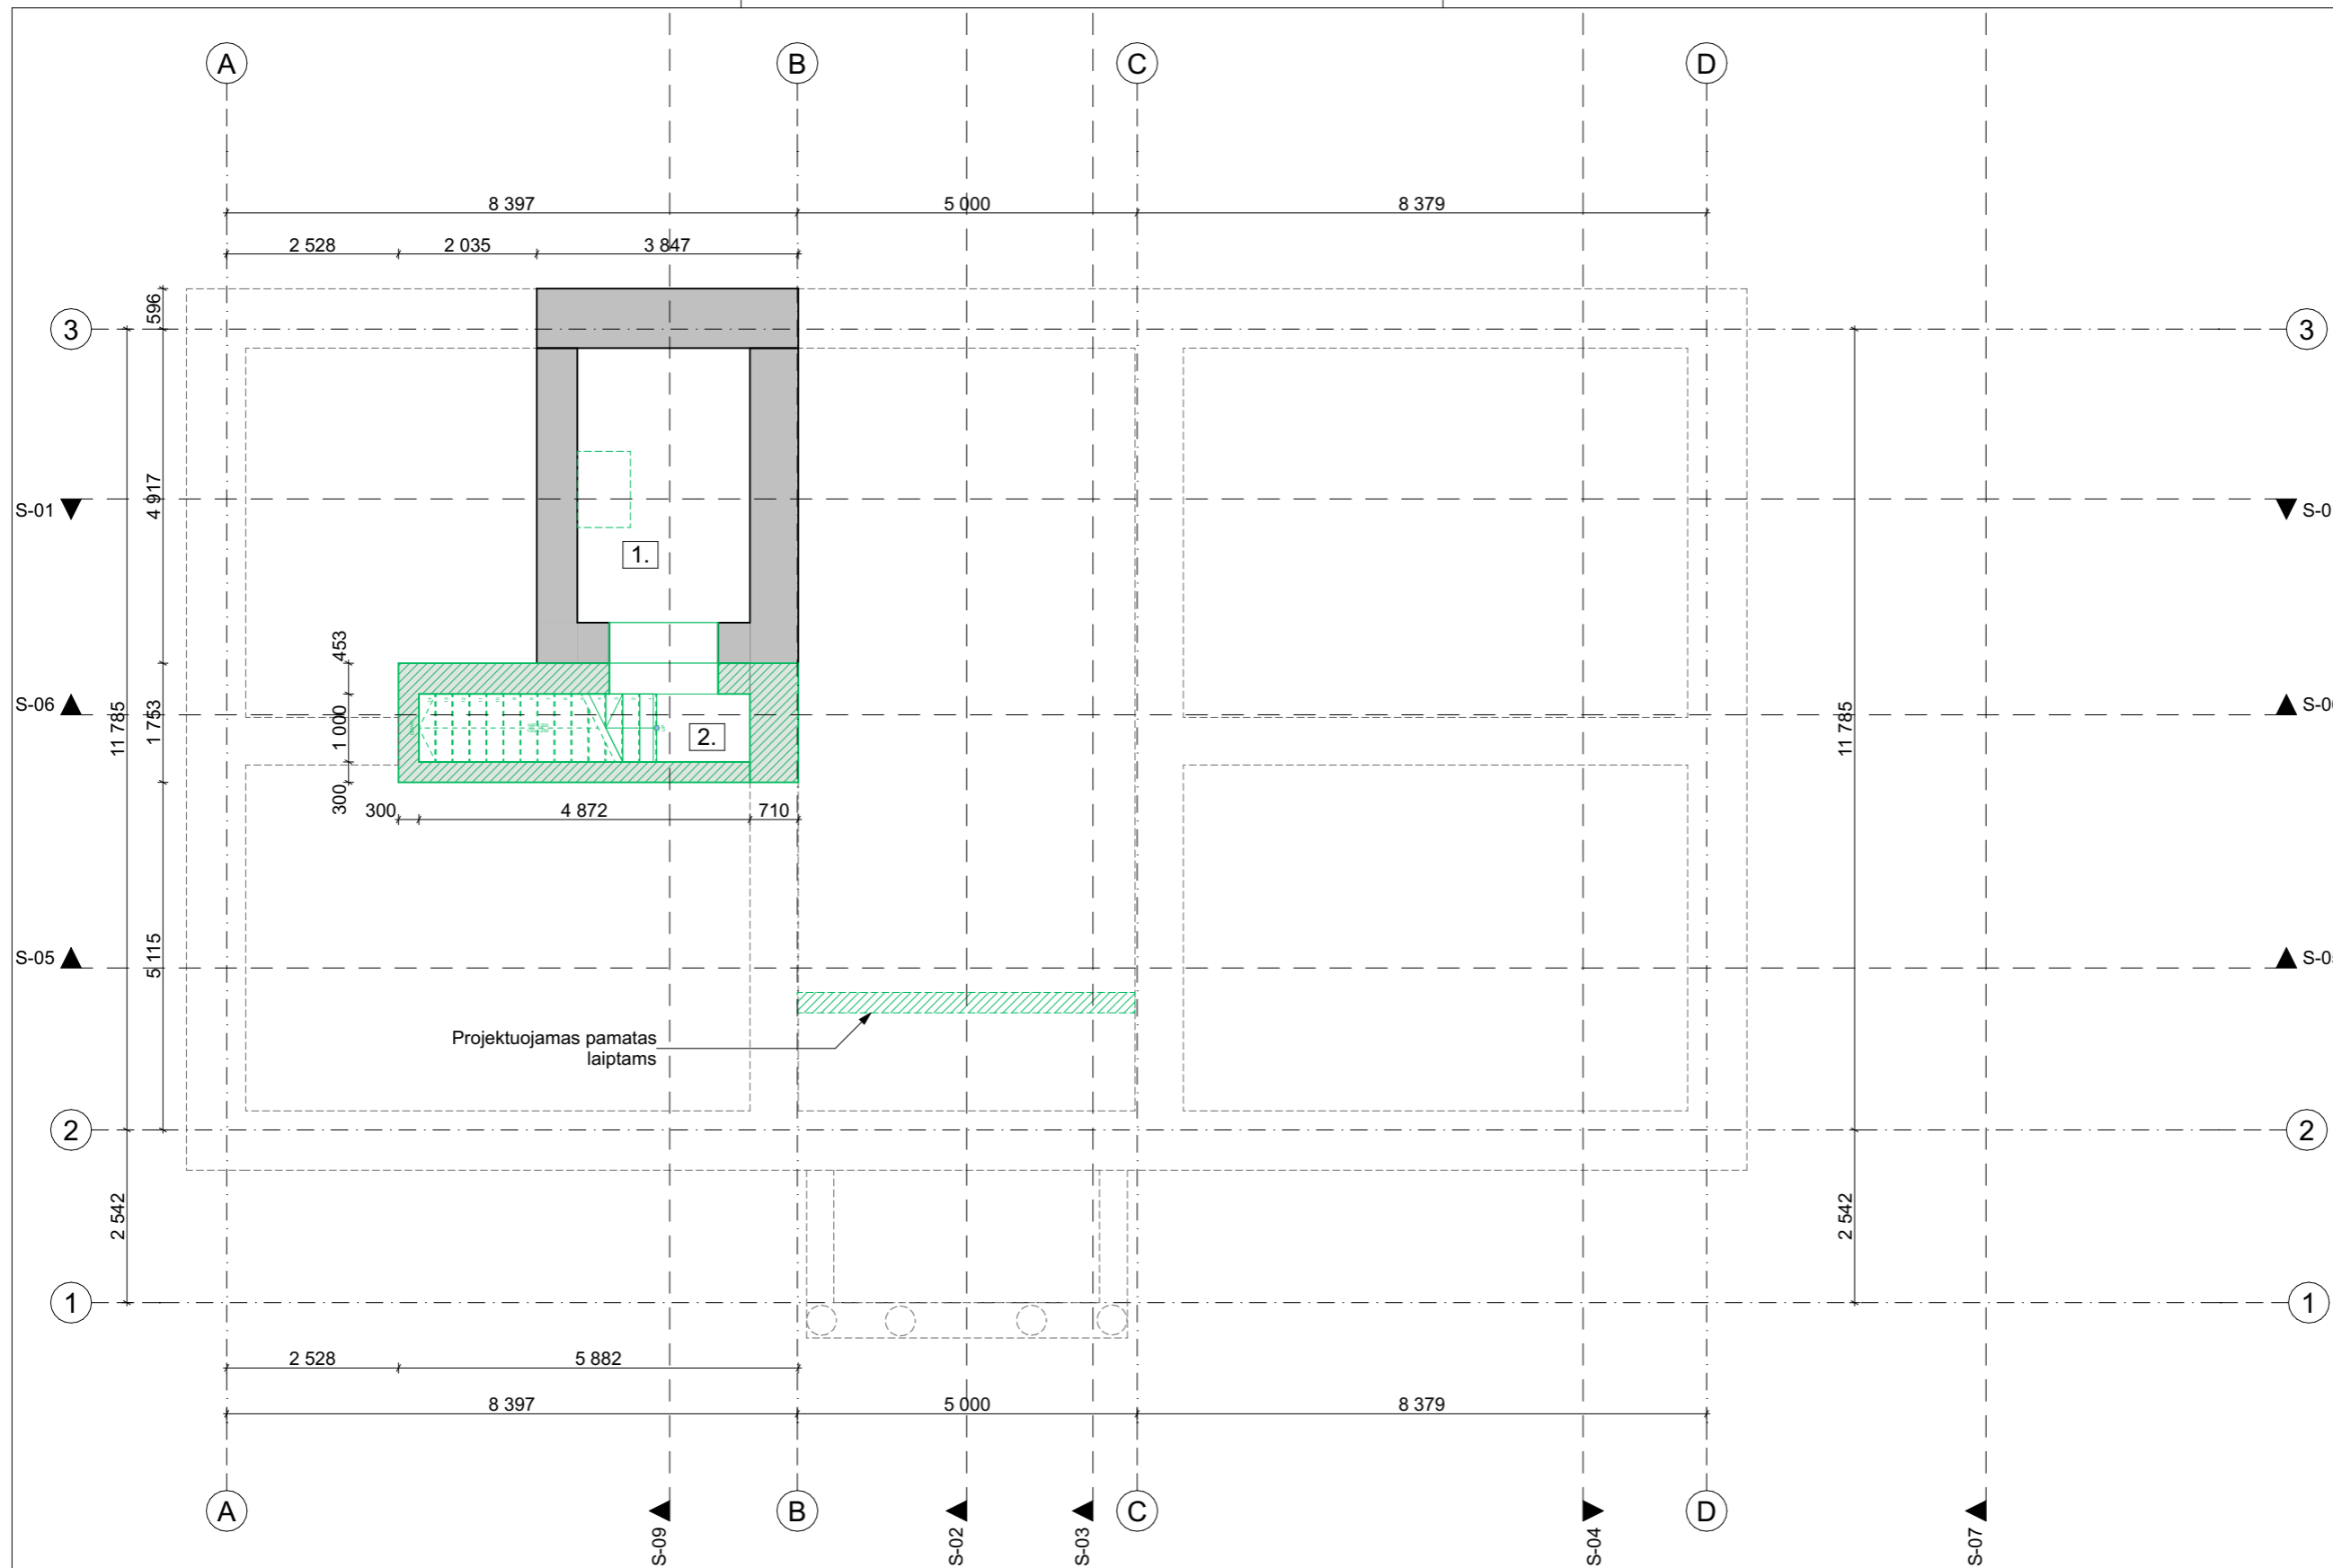 A
B
C
D
8 397
5 000
8 379
2 528
2 035
3 847
596
3
3
4 917
S-01
S-0
1.
453
S-06
S-0
11 785
1 753
1 000
2.
11 785
300
300
4 872
710
S-05
S-0
5 115
Projektuojamas pamatas
laiptams
2
2
2 542
2 542
1
1
2 528
5 882
8 397
5 000
8 379
A
B
C
D
S-09
S-02
S-03
S-04
S-07